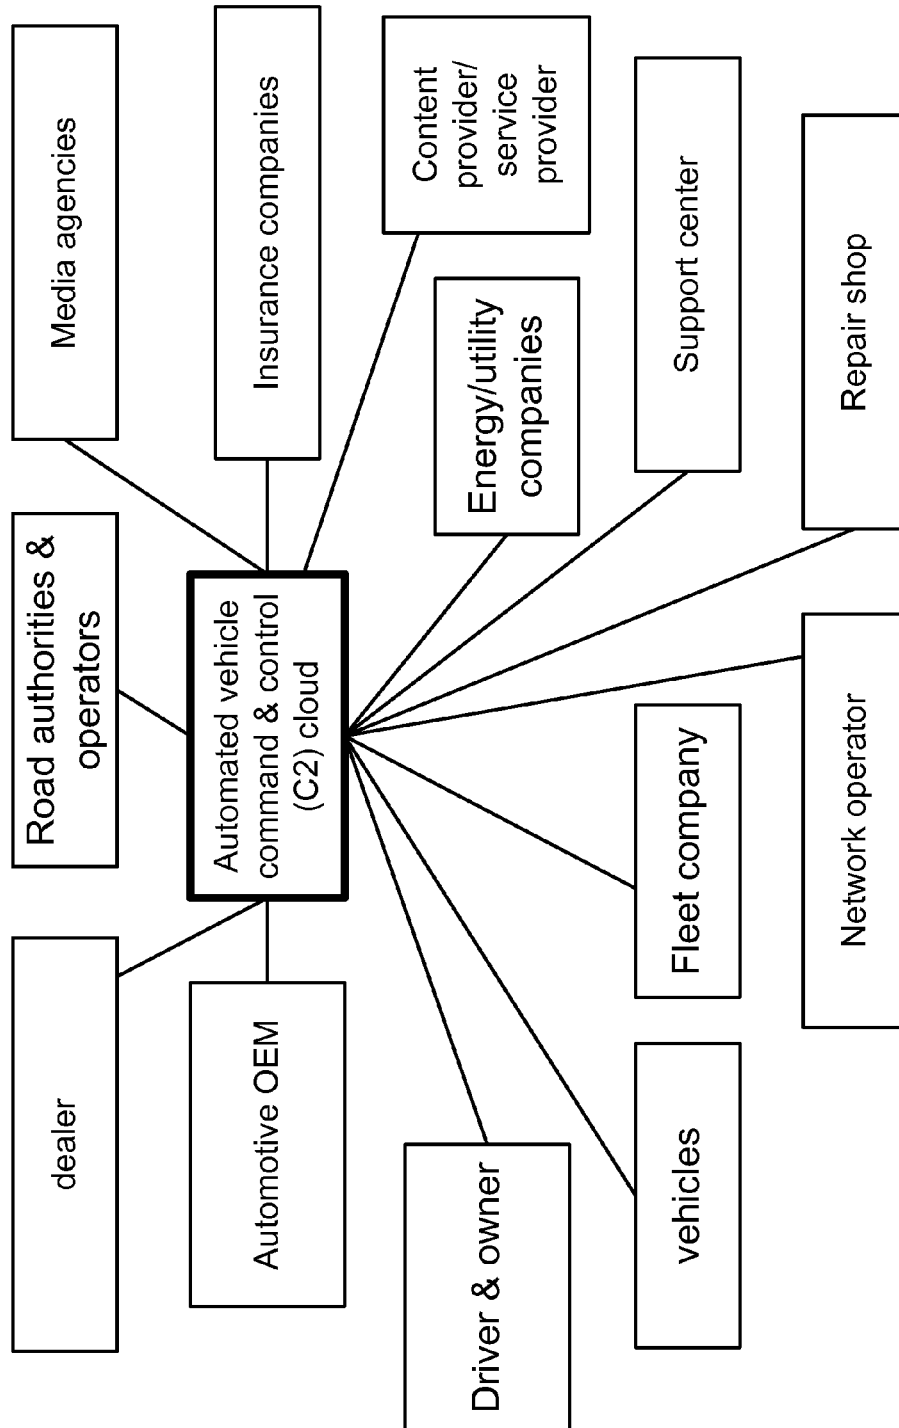 dealer
Road authorities &
operators
Media agencies
Automotive OEM
Automated vehicle
command & control
(C2) cloud
Insurance companies
Content
provider/
service
provider
Driver & owner
Energy/utility
companies
vehicles
Fleet company
Support center
Network operator
Repair shop